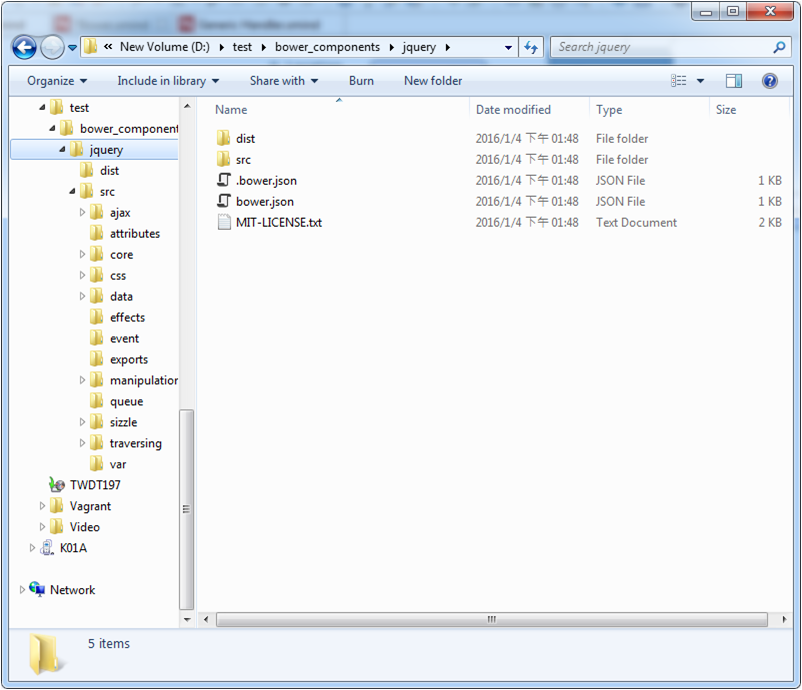 « New Volume (D:) ▸ test ▸ bower_components ▸ jquery ▸
Search jquery
Organize Include in library Share with Burn New folder
test
bower_component
jquery
dist
src
ajax
attributes
core
css
data
effects
event
exports
manipulation
queue
sizzle
traversing
var
TWDT197
Vagrant
Video
K01A
Network
Name Date modified Type Size
dist 2016/1/4 下午 01:48 File folder
src 2016/1/4 下午 01:48 File folder
.bower.json 2016/1/4 下午 01:48 JSON File 1 KB
bower.json 2016/1/4 下午 01:48 JSON File 1 KB
MIT-LICENSE.txt 2016/1/4 下午 01:48 Text Document 2 KB
5 items